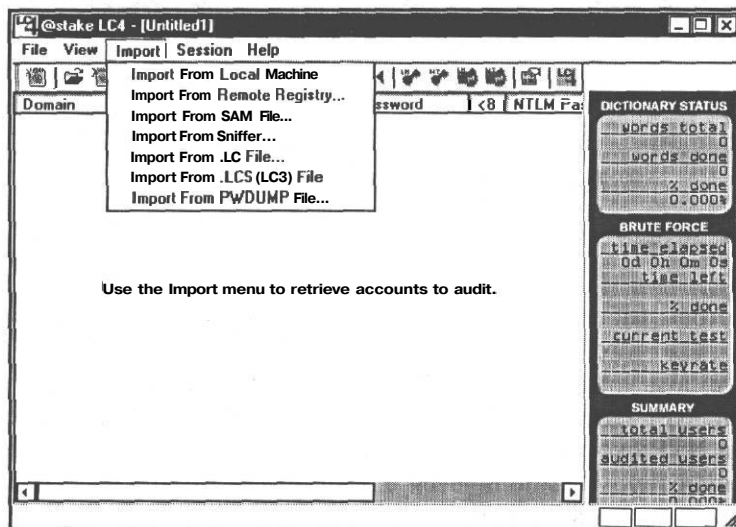 LC4 @stake LC4 - [Untitled1]
File View Import Session Help
Import From Local Machine
Import From Remote Registry...
Import From SAM File...
Import From Sniffer...
Import From .LC File...
Import From .LCS (LC3) File
Import From PWDUMP File...
Domain ssword <8 NTLM Pa
Use the Import menu to retrieve accounts to audit.
DICTIONARY STATUS
words total
0
words done
0
% done
0.000%
BRUTE FORCE
time elapsed
0d 0h 0m 0s
time left
% done
current test
keyrate
SUMMARY
total users
0
audited users
0
% done
0.000%